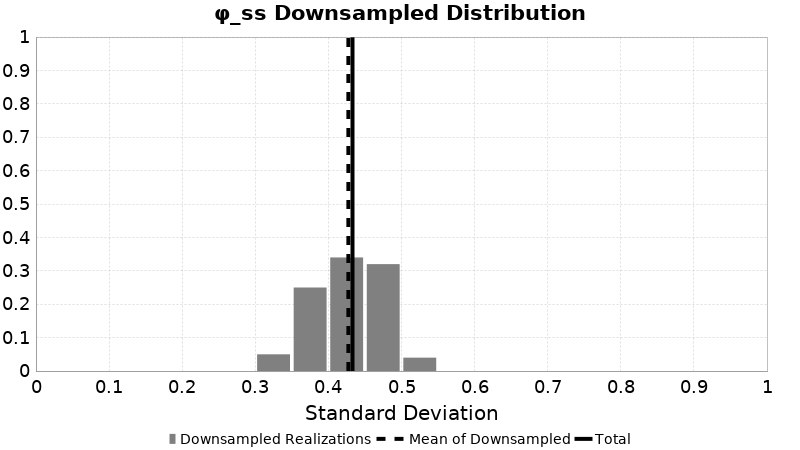 φ_ss Downsampled Distribution
1
0.9
0.8
0.7
0.6
0.5
0.4
0.3
0.2
0.1
0
0 0.1 0.2 0.3 0.4 0.5 0.6 0.7 0.8 0.9 1
Standard Deviation
Downsampled Realizations Mean of Downsampled Total